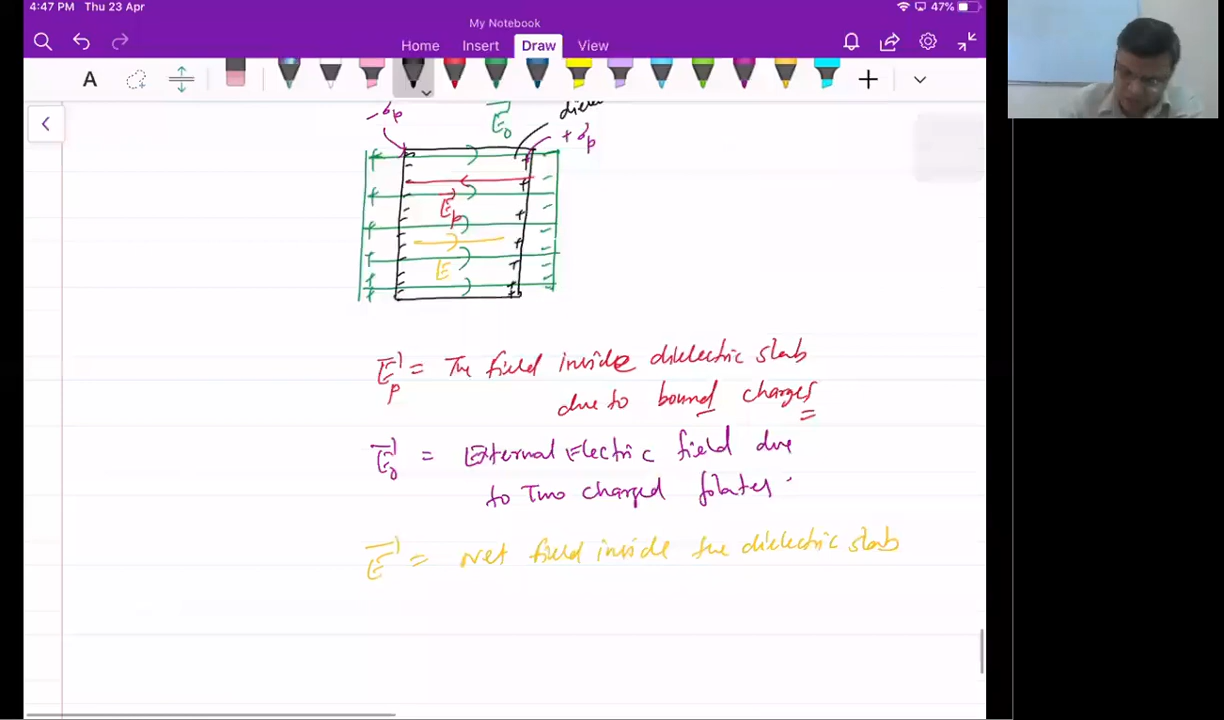 4:47 PM Thu 23 Apr
47%
My Notebook
Home Insert Draw View
A
-σp
E₀
+σp
Ep
E
Ep = The field inside dielectric slab
due to bound charges
E₀ = External Electric field due
to Two charged plates.
E = Net field inside the dielectric slab